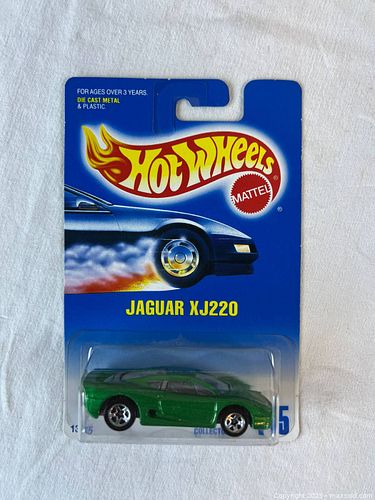 FOR AGES OVER 3 YEARS.
DIE CAST METAL
& PLASTIC
HOT WHEELS
MATTEL
JAGUAR XJ220